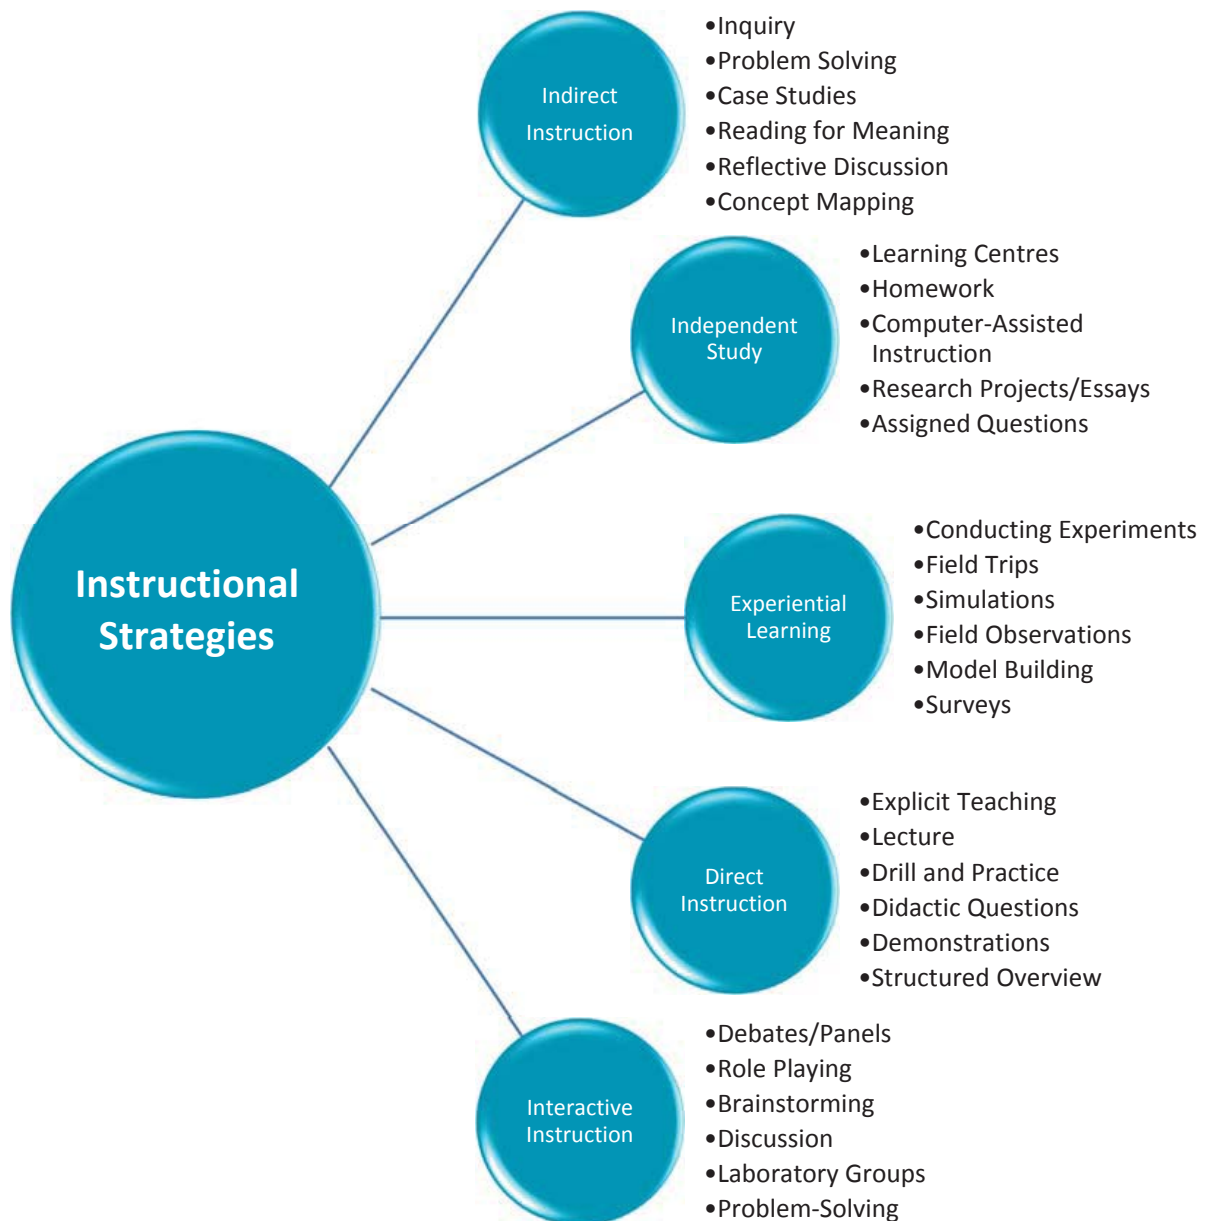 Instructional
Strategies
Indirect
Instruction
•Inquiry
•Problem Solving
•Case Studies
•Reading for Meaning
•Reflective Discussion
•Concept Mapping
Independent
Study
•Learning Centres
•Homework
•Computer-Assisted
Instruction
•Research Projects/Essays
•Assigned Questions
Experiential
Learning
•Conducting Experiments
•Field Trips
•Simulations
•Field Observations
•Model Building
•Surveys
Direct
Instruction
•Explicit Teaching
•Lecture
•Drill and Practice
•Didactic Questions
•Demonstrations
•Structured Overview
Interactive
Instruction
•Debates/Panels
•Role Playing
•Brainstorming
•Discussion
•Laboratory Groups
•Problem-Solving